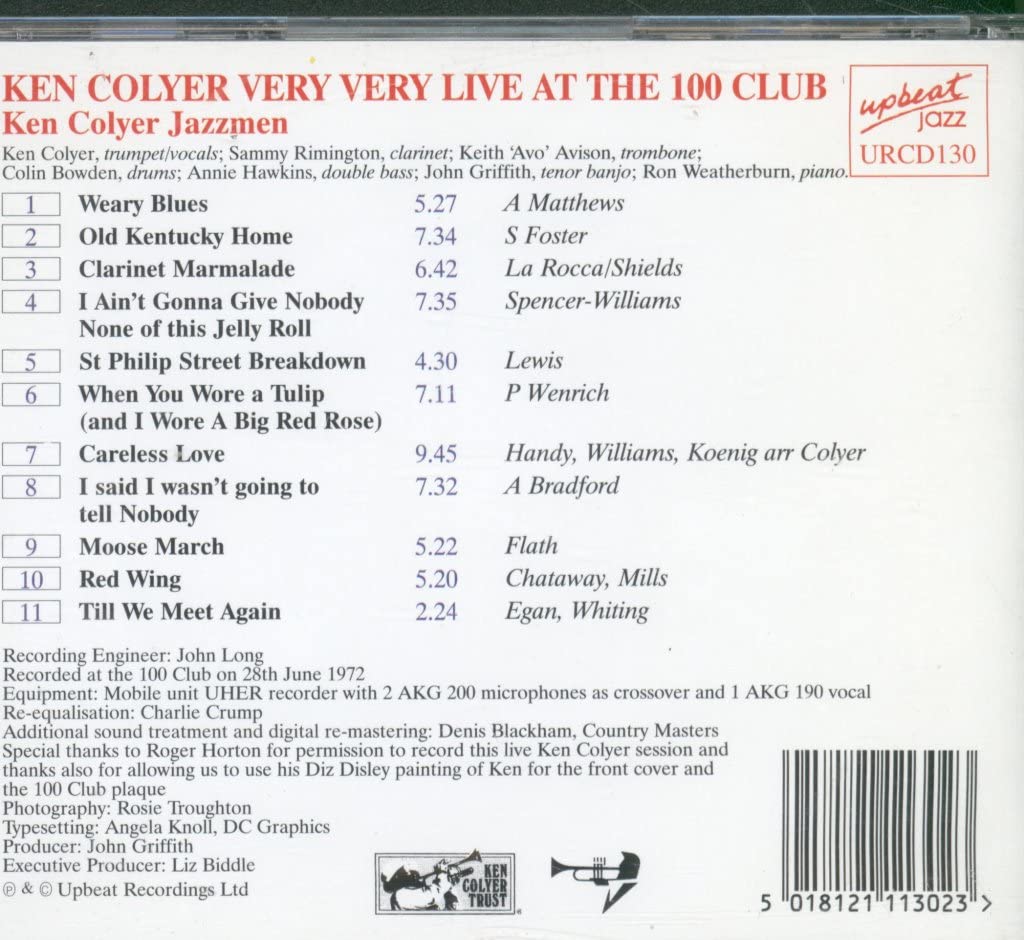 KEN COLYER VERY VERY LIVE AT THE 100 CLUB
Ken Colyer Jazzmen
upbeat
jazz
URCD130
Ken Colyer, trumpet/vocals; Sammy Rimington, clarinet; Keith ‘Avo’ Avison, trombone;
Colin Bowden, drums; Annie Hawkins, double bass; John Griffith, tenor banjo; Ron Weatherburn, piano.
1 Weary Blues 5.27 A Matthews
2 Old Kentucky Home 7.34 S Foster
3 Clarinet Marmalade 6.42 La Rocca/Shields
4 I Ain't Gonna Give Nobody 7.35 Spencer-Williams
None of this Jelly Roll
5 St Philip Street Breakdown 4.30 Lewis
6 When You Wore a Tulip 7.11 P Wenrich
(and I Wore A Big Red Rose)
7 Careless Love 9.45 Handy, Williams, Koenig arr Colyer
8 I said I wasn't going to 7.32 A Bradford
tell Nobody
9 Moose March 5.22 Flath
10 Red Wing 5.20 Chataway, Mills
11 Till We Meet Again 2.24 Egan, Whiting
Recording Engineer: John Long
Recorded at the 100 Club on 28th June 1972
Equipment: Mobile unit UHER recorder with 2 AKG 200 microphones as crossover and 1 AKG 190 vocal
Re-equalisation: Charlie Crump
Additional sound treatment and digital re-mastering: Denis Blackham, Country Masters
Special thanks to Roger Horton for permission to record this live Ken Colyer session and
thanks also for allowing us to use his Diz Disley painting of Ken for the front cover and
the 100 Club plaque
Photography: Rosie Troughton
Typesetting: Angela Knoll, DC Graphics
Producer: John Griffith
Executive Producer: Liz Biddle
℗ & © Upbeat Recordings Ltd
KEN
COLYER
TRUST
5 018121 113023 >